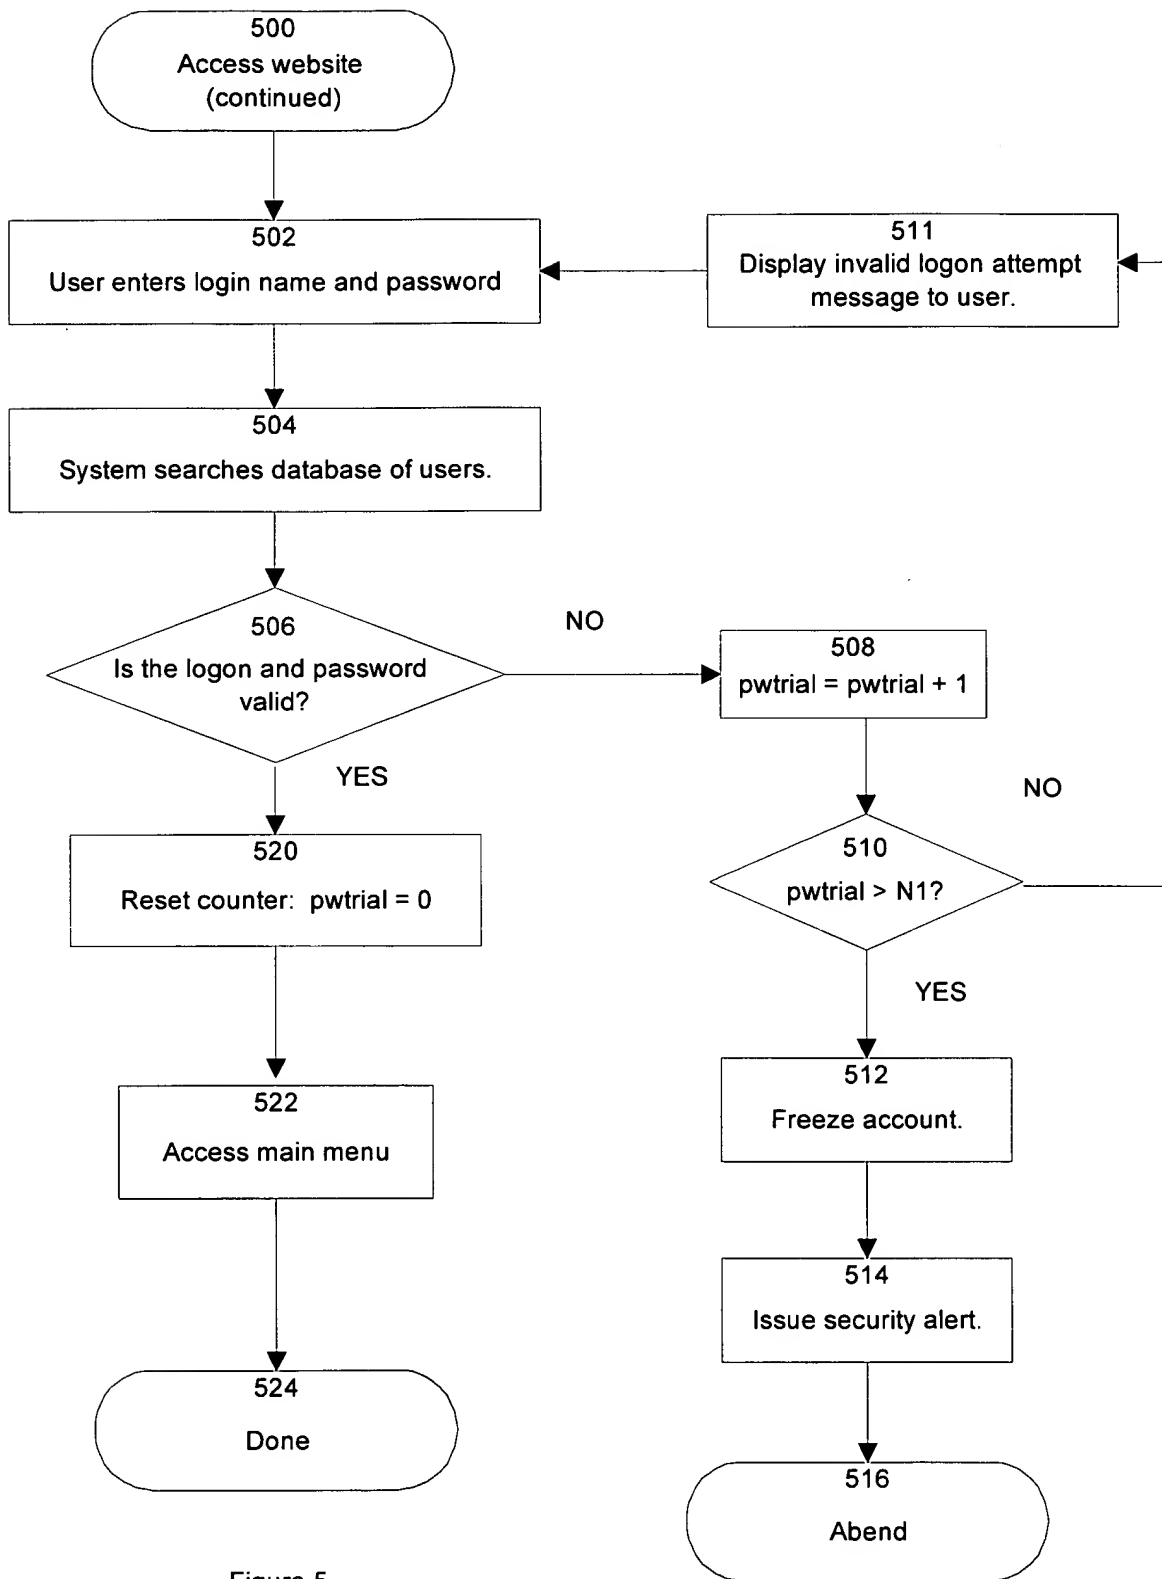 500
Access website
(continued)
502
User enters login name and password
511
Display invalid logon attempt
message to user.
504
System searches database of users.
506
Is the logon and password
valid?
NO
508
pwtrial = pwtrial + 1
YES
520
Reset counter: pwtrial = 0
510
pwtrial > N1?
NO
YES
522
Access main menu
512
Freeze account.
514
Issue security alert.
524
Done
516
Abend
Figure 5